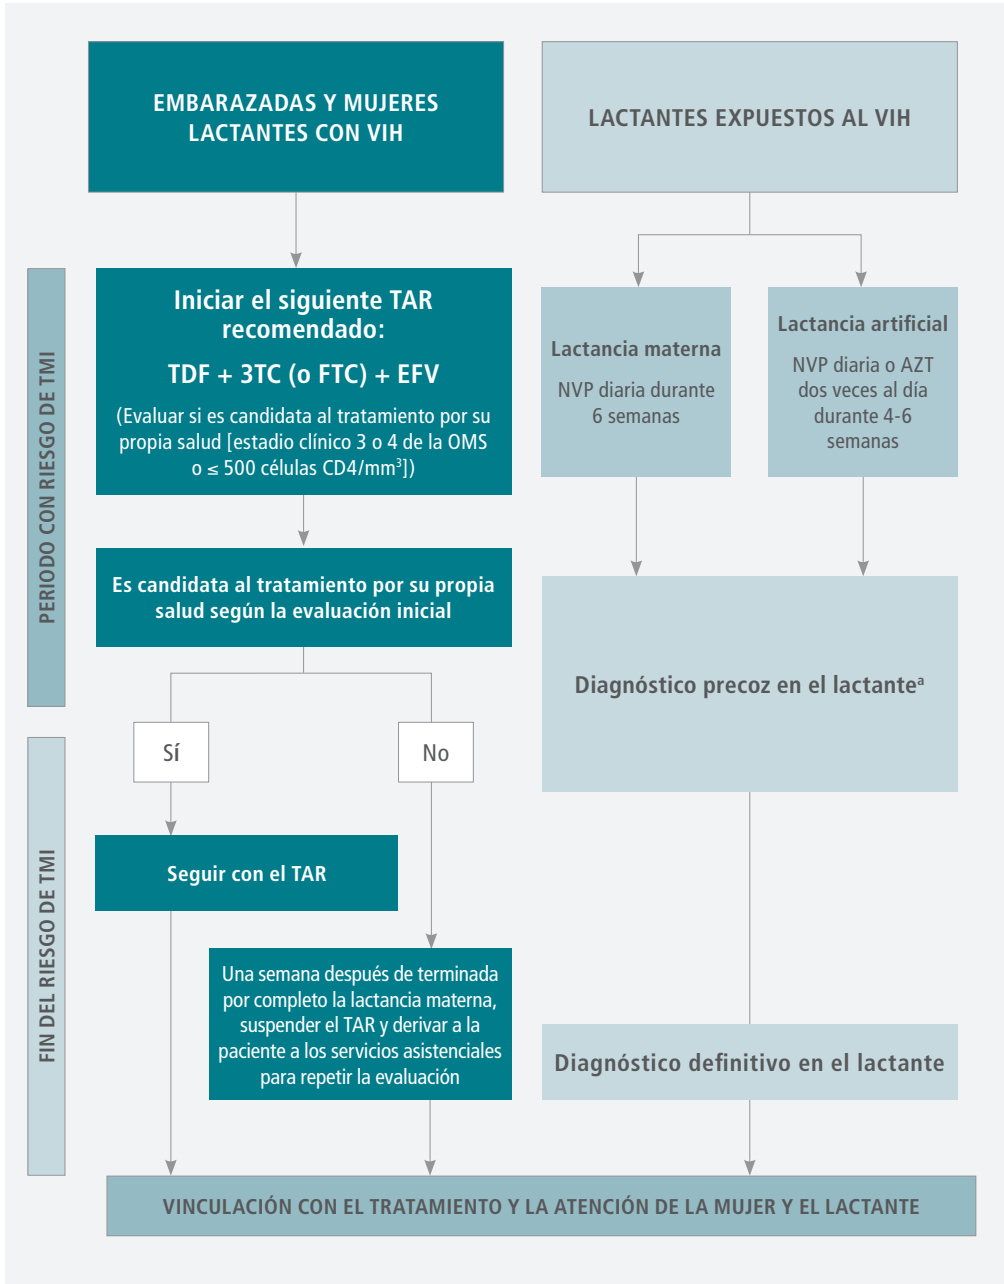 EMBARAZADAS Y MUJERES
LACTANTES CON VIH
LACTANTES EXPUESTOS AL VIH
PERIODO CON RIESGO DE TMI
Iniciar el siguiente TAR
recomendado:
TDF + 3TC (o FTC) + EFV
(Evaluar si es candidata al tratamiento por su
propia salud [estadio clínico 3 o 4 de la OMS
o ≤ 500 células CD4/mm³])
Lactancia materna
NVP diaria durante
6 semanas
Lactancia artificial
NVP diaria o AZT
dos veces al día
durante 4-6
semanas
Es candidata al tratamiento por su propia
salud según la evaluación inicial
Diagnóstico precoz en el lactanteᵃ
FIN DEL RIESGO DE TMI
Sí
No
Seguir con el TAR
Una semana después de terminada
por completo la lactancia materna,
suspender el TAR y derivar a la
paciente a los servicios asistenciales
para repetir la evaluación
Diagnóstico definitivo en el lactante
VINCULACIÓN CON EL TRATAMIENTO Y LA ATENCIÓN DE LA MUJER Y EL LACTANTE